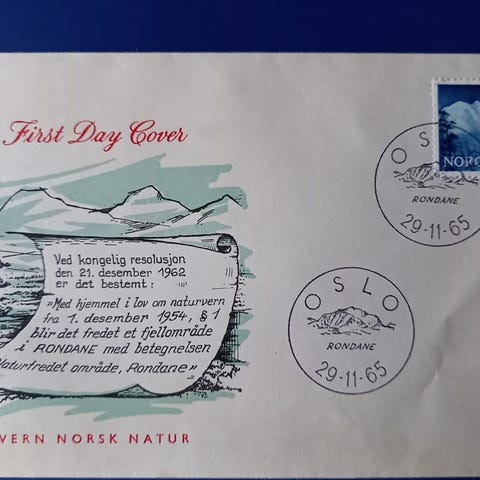 First Day Cover
Ved kongelig resolusjon
den 21. desember 1962
er det bestemt:
»Med hjemmel i lov om naturvern
fra 1. desember 1954, § 1
blir det fredet et fjellområde
i RONDANE med betegnelsen
Naturfredet område, Rondane»
VERN NORSK NATUR
NORG
OS
RONDANE
29-11-65
OSLO
RONDANE
29-11-65